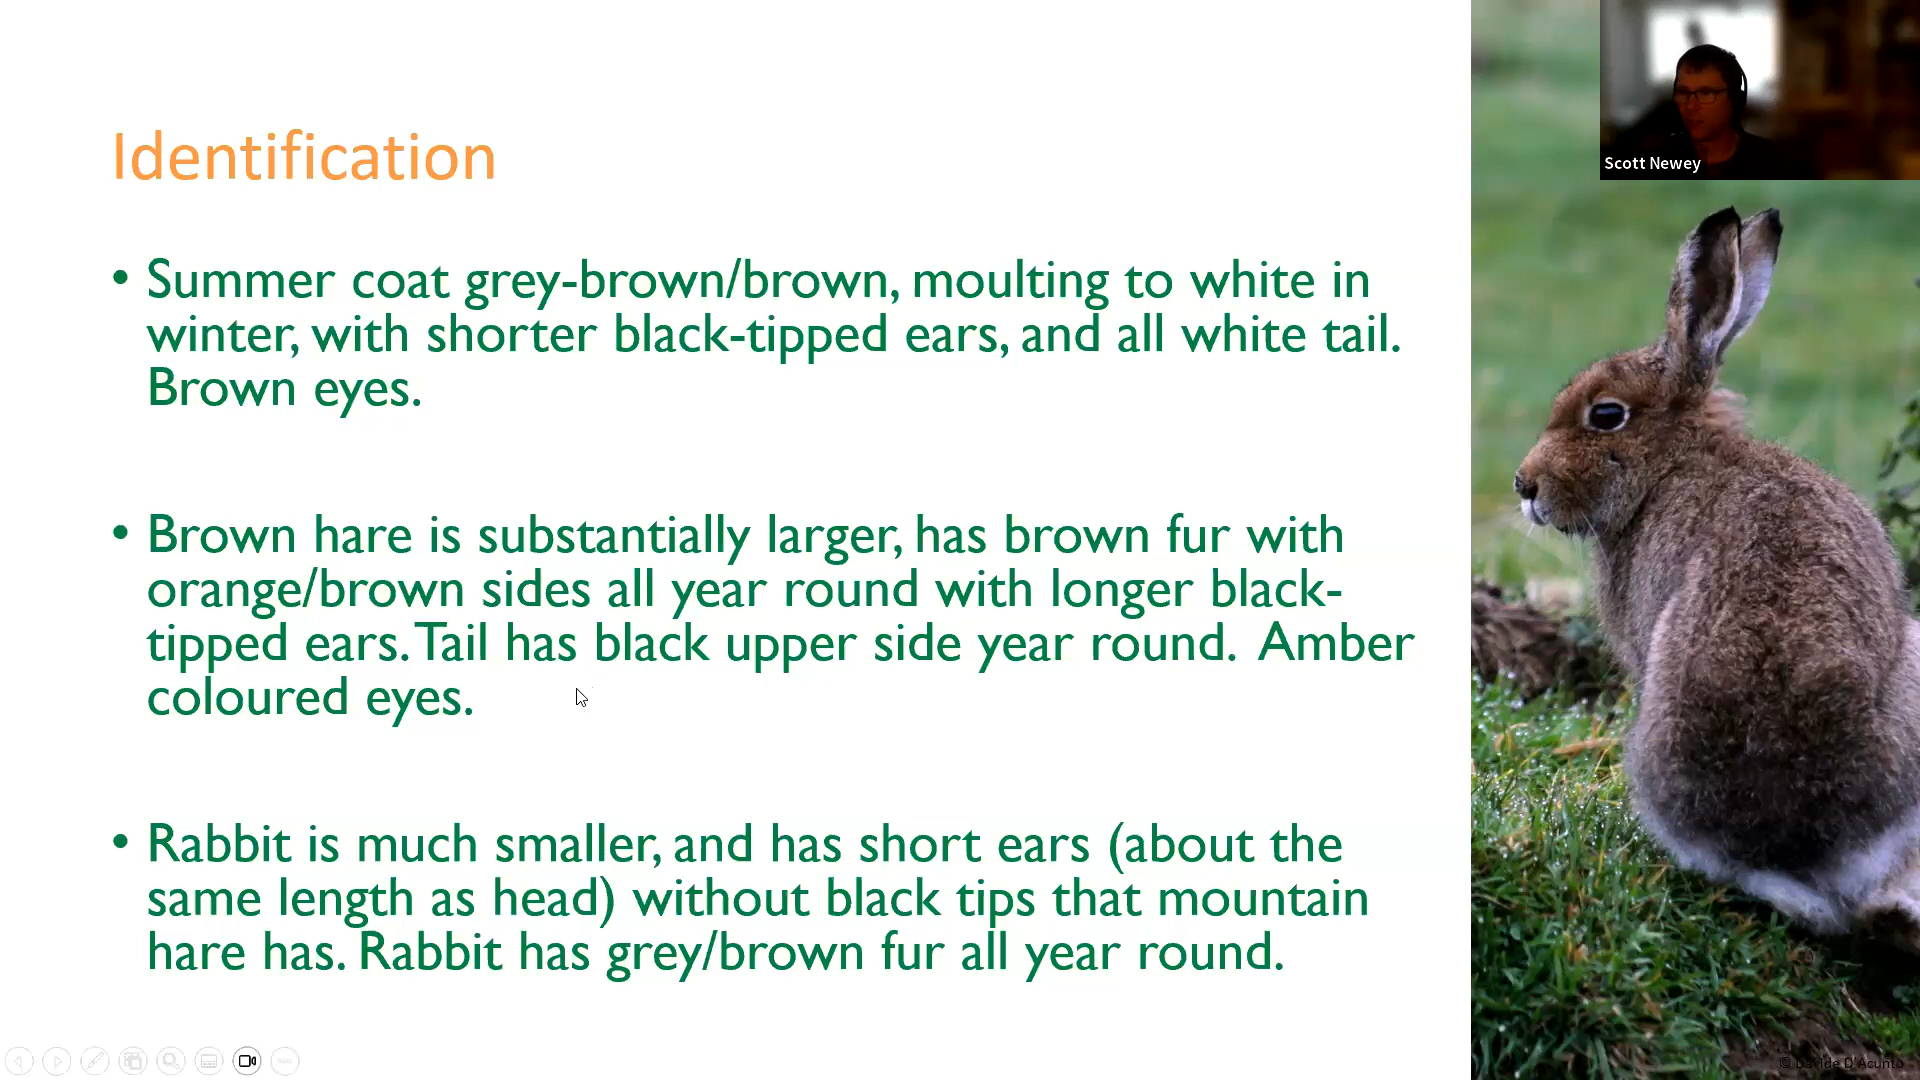 Scott Newey
Identification
• Summer coat grey-brown/brown, moulting to white in
winter, with shorter black-tipped ears, and all white tail.
Brown eyes.
• Brown hare is substantially larger, has brown fur with
orange/brown sides all year round with longer black-
tipped ears. Tail has black upper side year round. Amber
coloured eyes.
• Rabbit is much smaller, and has short ears (about the
same length as head) without black tips that mountain
hare has. Rabbit has grey/brown fur all year round.
© Davide D'Acunto